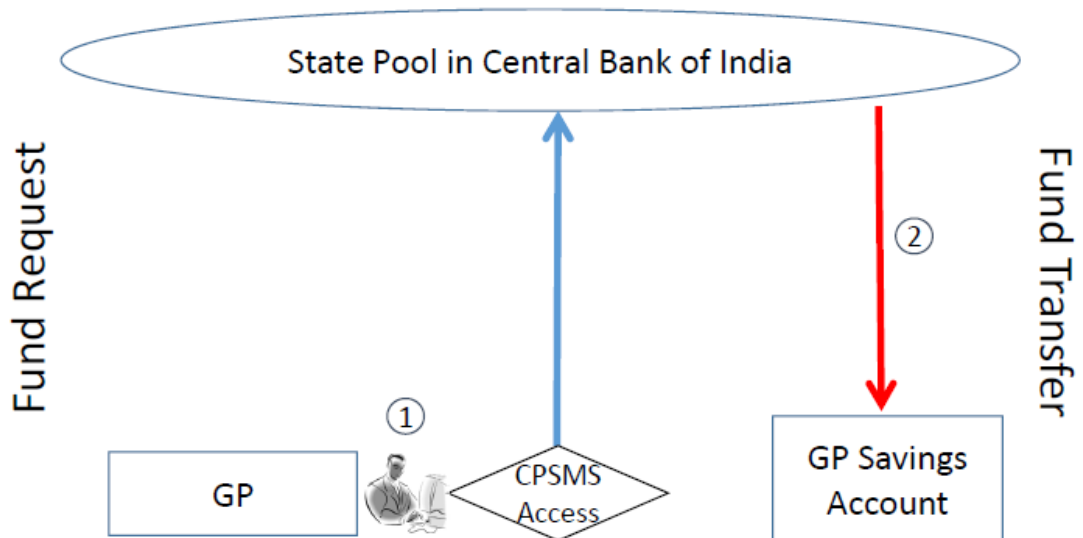 State Pool in Central Bank of India
Fund Request
Fund Transfer
②
①
GP
CPSMS
Access
GP Savings
Account